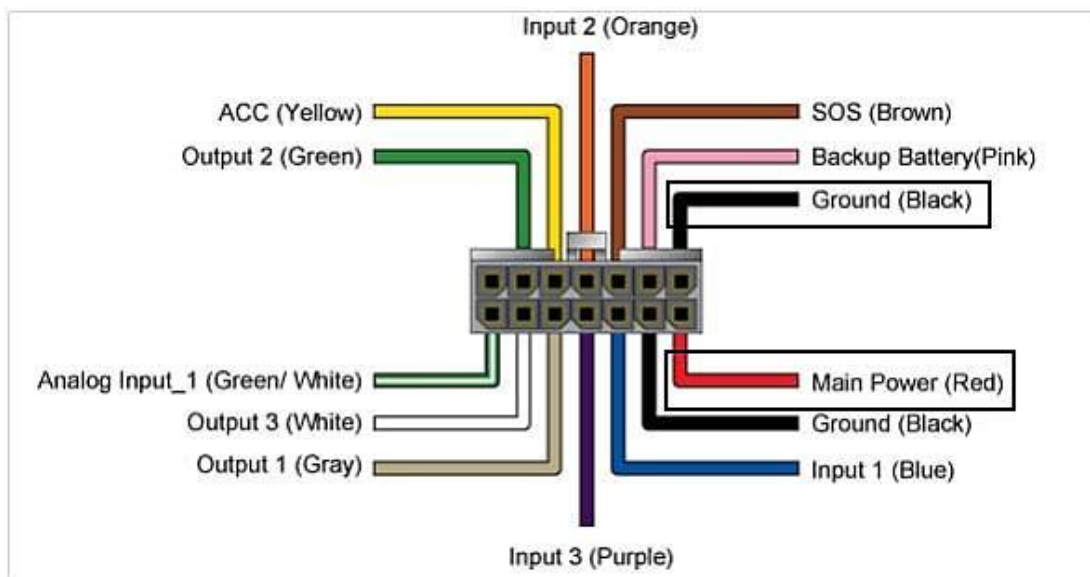 Input 2 (Orange)
ACC (Yellow)
SOS (Brown)
Output 2 (Green)
Backup Battery(Pink)
Ground (Black)
Analog Input_1 (Green/ White)
Main Power (Red)
Output 3 (White)
Ground (Black)
Output 1 (Gray)
Input 1 (Blue)
Input 3 (Purple)